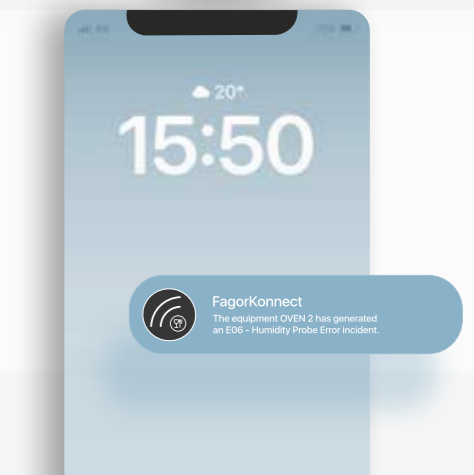 20°
15:50
FagorKonnect
The equipment OVEN 2 has generated
an E06 - Humidity Probe Error incident.